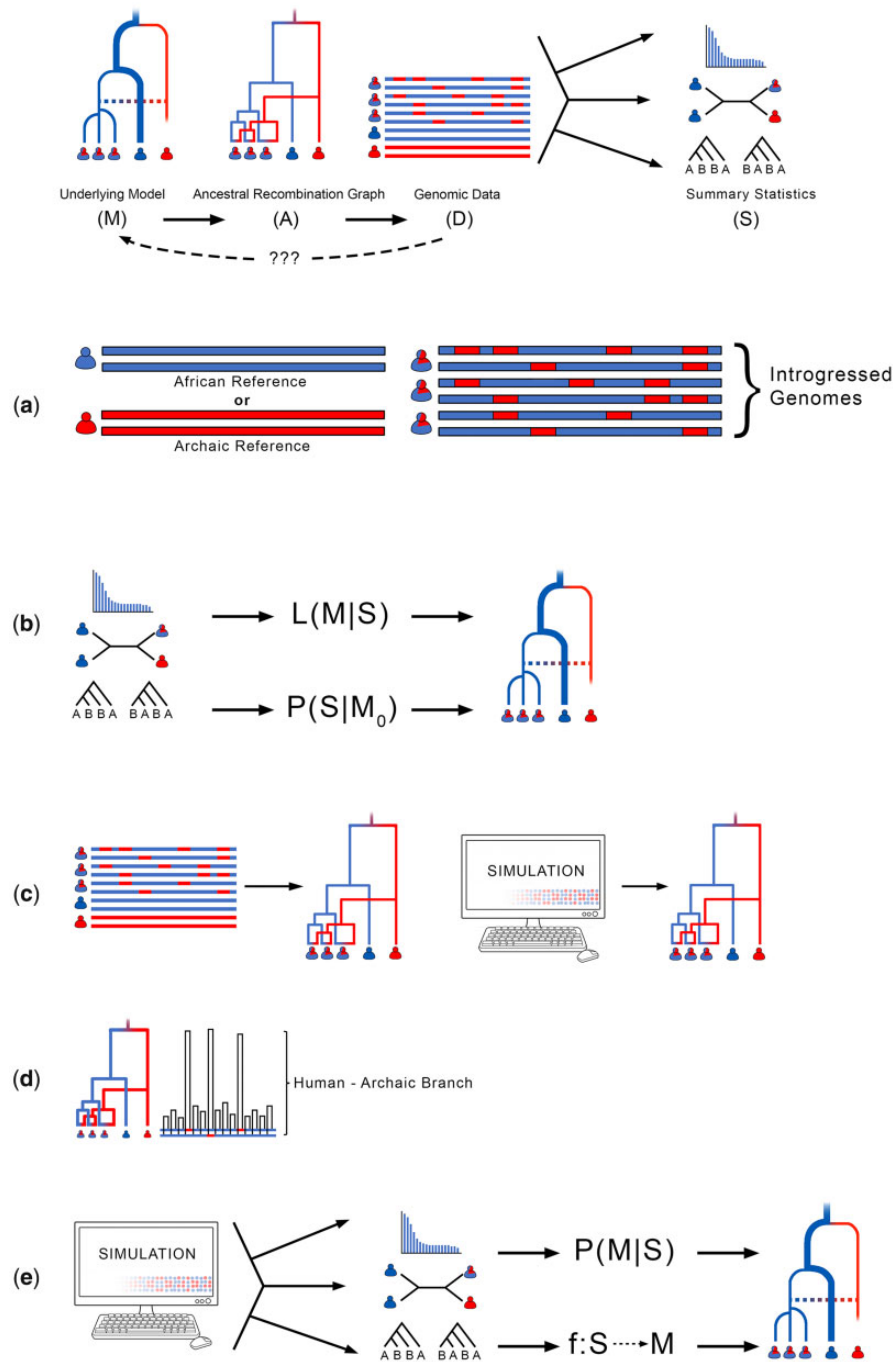 A B B A B A B A
Underlying Model
Ancestral Recombination Graph
Genomic Data
Summary Statistics
(M)
(A)
(D)
(S)
???
(a)
African Reference
or
Archaic Reference
Introgressed
Genomes
(b)
L(M|S)
A B B A B A B A
P(S|M0)
(c)
SIMULATION
(d)
Human - Archaic Branch
(e)
SIMULATION
P(M|S)
A B B A B A B A
f:S M